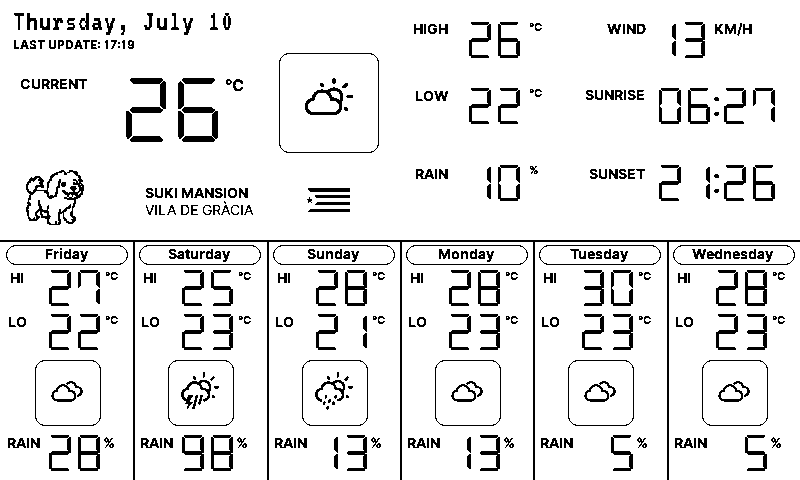 Thursday, July 10
LAST UPDATE: 17:19
CURRENT 26 °C
HIGH 26 °C
WIND 13 KM/H
LOW 22 °C
SUNRISE 06:27
RAIN 10 %
SUNSET 21:26
SUKI MANSION
VILA DE GRÀCIA
Friday
HI 27 °C
LO 22 °C
RAIN 28 %
Saturday
HI 25 °C
LO 23 °C
RAIN 98 %
Sunday
HI 28 °C
LO 21 °C
RAIN 13 %
Monday
HI 28 °C
LO 23 °C
RAIN 13 %
Tuesday
HI 30 °C
LO 23 °C
RAIN 5 %
Wednesday
HI 28 °C
LO 23 °C
RAIN 5 %